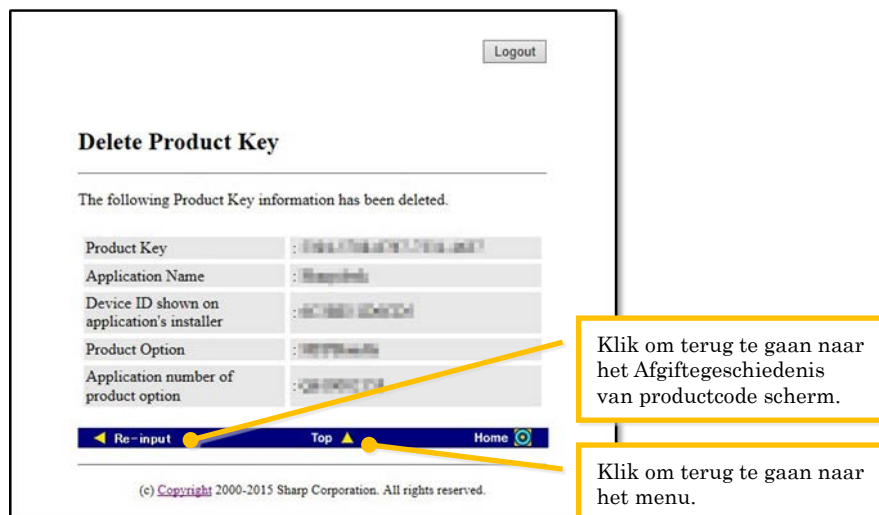 Logout
Delete Product Key
The following Product Key information has been deleted.
Product Key :
Application Name :
Device ID shown on
application's installer :
Product Option :
Application number of
product option :
Klik om terug te gaan naar
het Afgiftegeschiedenis
van productcode scherm.
Re-input Top Home
Klik om terug te gaan naar
het menu.
(c) Copyright 2000-2015 Sharp Corporation. All rights reserved.